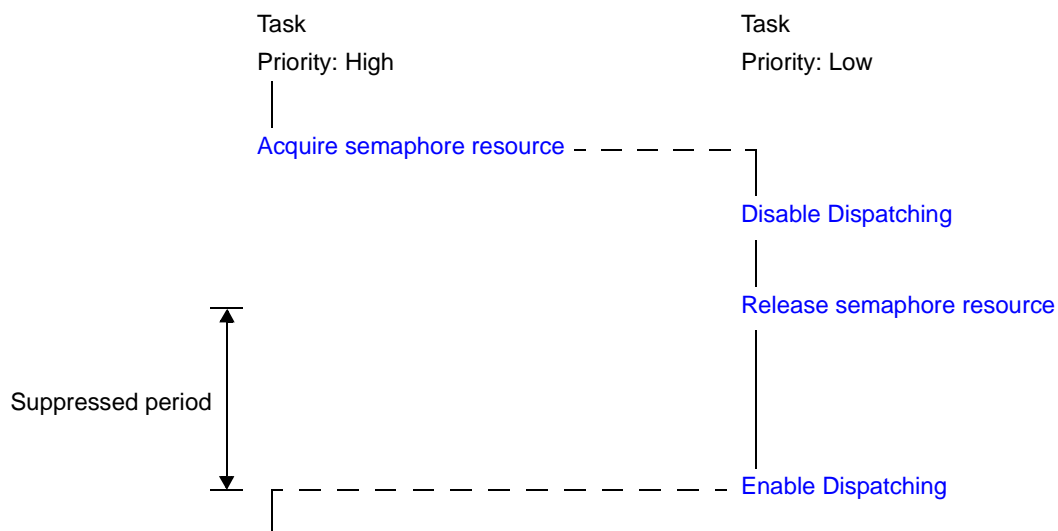 Task
Priority: High
Task
Priority: Low
Acquire semaphore resource
Disable Dispatching
Release semaphore resource
Suppressed period
Enable Dispatching